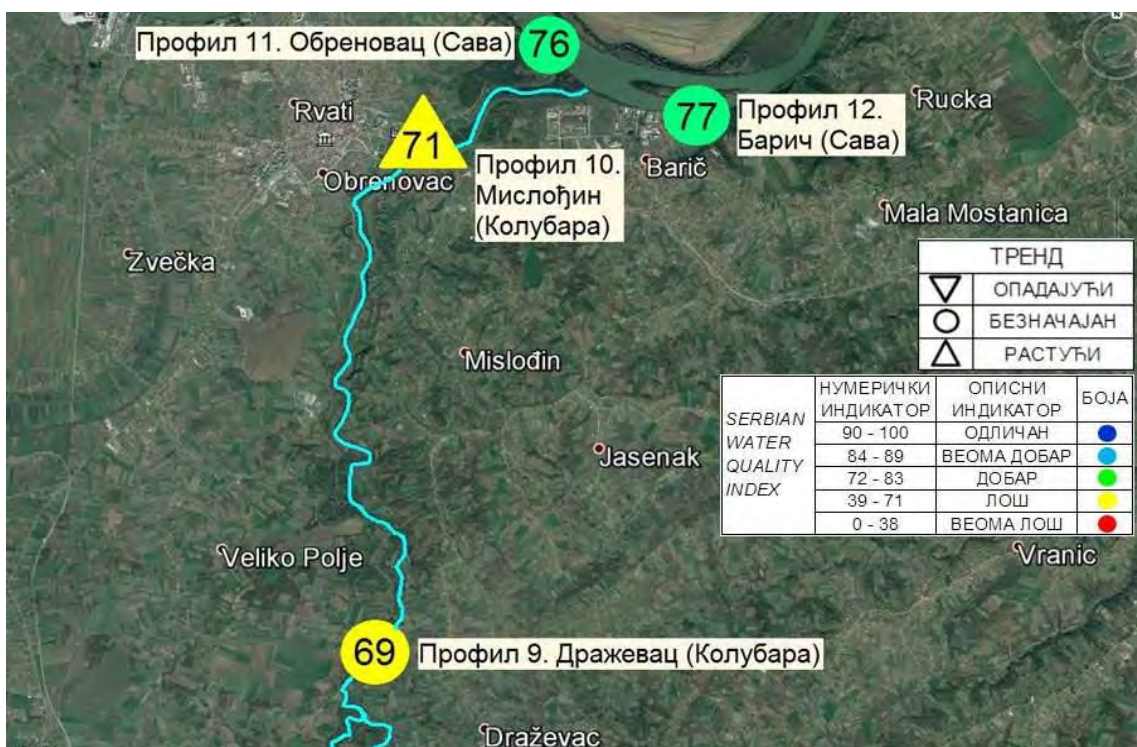 N
Профил 11. Обреновац (Сава)
76
Rvati
71
Obrenovac
Профил 10.
Мислођин
(Колубара)
77
Профил 12.
Барич (Сава)
Barič
Rucka
Mala Mostanica
Zvečka
ТРЕНД
ОПАДАЈУЋИ
БЕЗНАЧАЈАН
РАСТУЋИ
Mislođin
Jasenak
SERBIAN
WATER
QUALITY
INDEX
НУМЕРИЧКИ ИНДИКАТОР
ОПИСНИ ИНДИКАТОР
БОЈА
90 - 100 ОДЛИЧАН
84 - 89 ВЕОМА ДОБАР
72 - 83 ДОБАР
39 - 71 ЛОШ
0 - 38 ВЕОМА ЛОШ
Veliko Polje
Vranic
69
Профил 9. Дражевац (Колубара)
Draževac